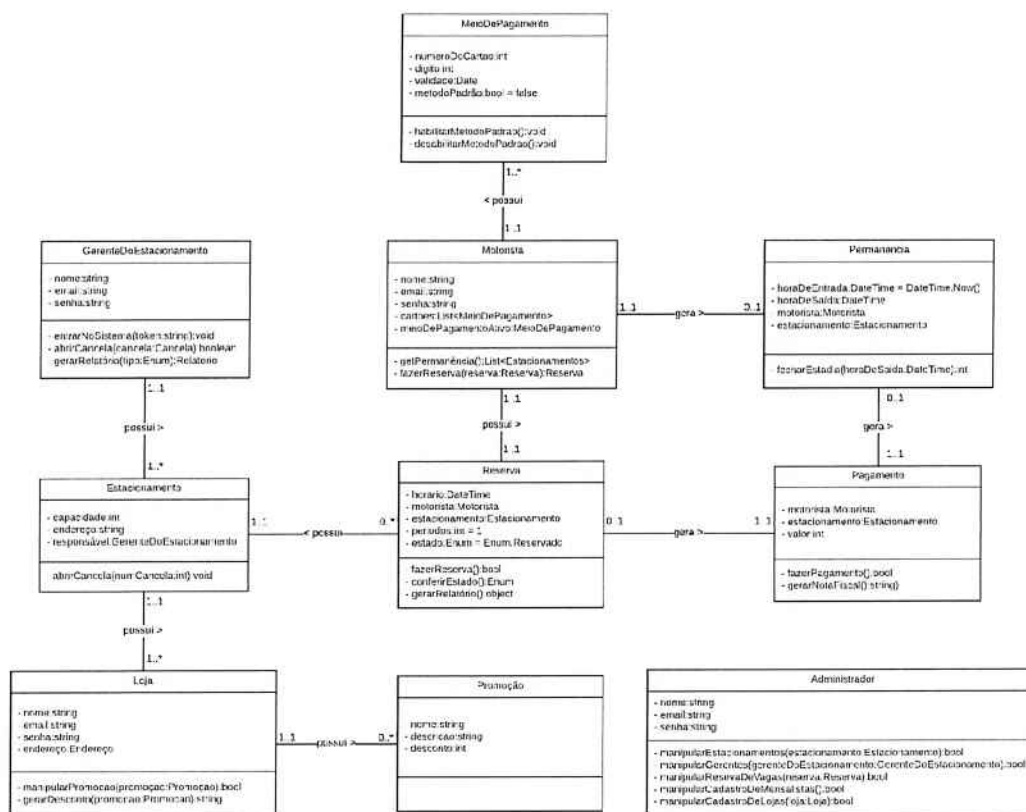 MeioDePagamento
- numeroDoCartao:int
- digito:int
- validade:Date
- metodoPadrão:bool = false
- habilitarMetodoPadrao():void
- desabilitarMetodoPadrao():void
1..*
< possui
1..1
GerenteDoEstacionamento
- nome:string
- email:string
- senha:string
- entrarNoSistema(token:string):void
- abrirCancela(cancela:Cancela):boolean
- gerarRelatório(tipo:Enum):Relatorio
Motorista
- nome:string
- email:string
- senha:string
- cartoes:List<MeioDePagamento>
- meioDePagamentoAtivo:MeioDePagamento
- getPermanência():List<Estacionamentos>
- fazerReserva(reserva:Reserva):Reserva
1..1
gera >
0..1
Permanência
- horaDeEntrada:DateTime = DateTime.Now()
- horaDeSaída:DateTime
- motorista:Motorista
- estacionamento:Estacionamento
- fecharEstadia(horaDeSaida:DateTime):int
1..1
possui >
1..*
1..1
possui >
1..1
0..1
gera >
1..1
Estacionamento
- capacidade:int
- endereço:string
- responsável:GerenteDoEstacionamento
abrirCancela(numCancela:int):void
1..1
< possui
0..*
Reserva
- horario:DateTime
- motorista:Motorista
- estacionamento:Estacionamento
- periodos:int = 1
- estado:Enum = Enum.Reservado
fazerReserva():bool
- conferirEstado():Enum
- gerarRelatório():object
0..1
gera >
1..1
Pagamento
- motorista:Motorista
- estacionamento:Estacionamento
- valor:int
- fazerPagamento():bool
- gerarNotaFiscal():string()
1..1
possui >
1..*
Loja
- nome:string
email:string
- senha:string
- endereço:Endereço
- manipularPromocao(promoção:Promoção):bool
- gerarDesconto(promocao:Promocao):string
1..1
possui >
0..*
Promoção
nome:string
- descricao:string
- desconto:int
Administrador
- nome:string
- email:string
- senha:string
- manipularEstacionamentos(estacionamento:Estacionamento):bool
manipularGerentes(gerenteDoEstacionamento:GerenteDoEstacionamento):bool
- manipularReservaDeVagas(reserva:Reserva):bool
- manipularCadastroDeMensalistas():bool
- manipularCadastroDeLojas(loja:Loja):bool